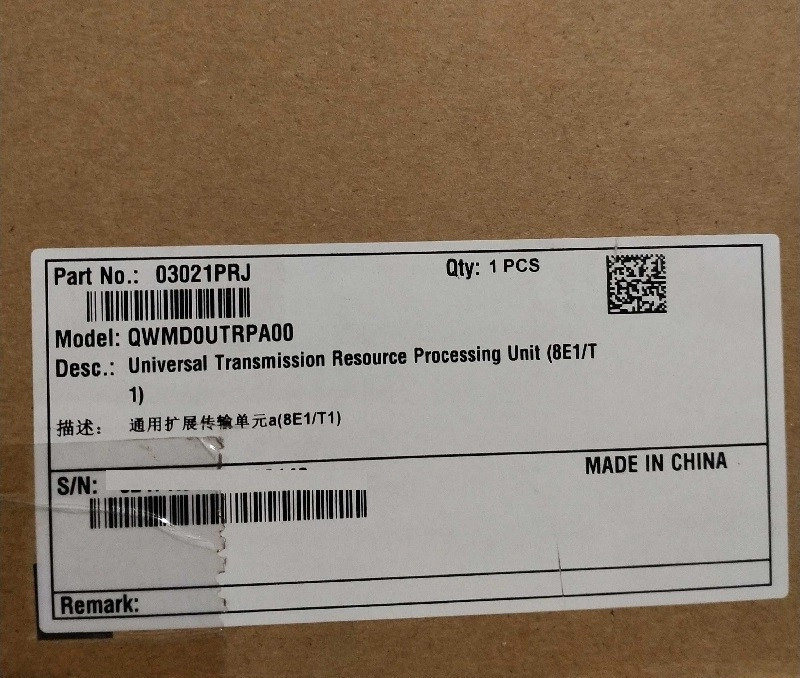 Part No.: 03021PRJ Qty: 1 PCS
Model: QWMD0UTRPA00
Desc.: Universal Transmission Resource Processing Unit (8E1/T
1)
描述: 通用扩展传输单元a(8E1/T1)
S/N:
MADE IN CHINA
Remark: